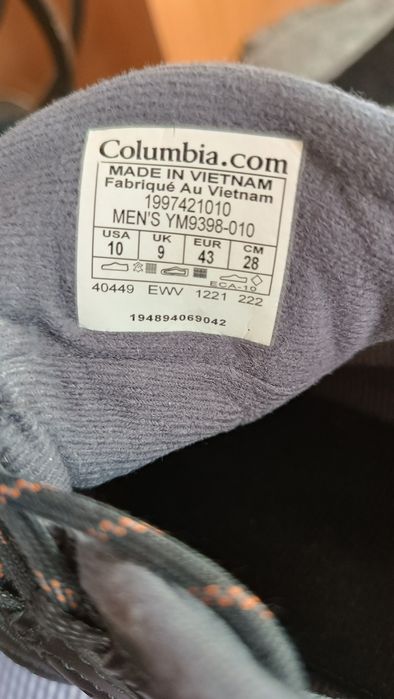 Columbia.com
MADE IN VIETNAM
Fabriqué Au Vietnam
1997421010
MEN'S YM9398-010
USA UK EUR CM
10 9 43 28
ECA-10
40449 EWV 1221 222
194894069042